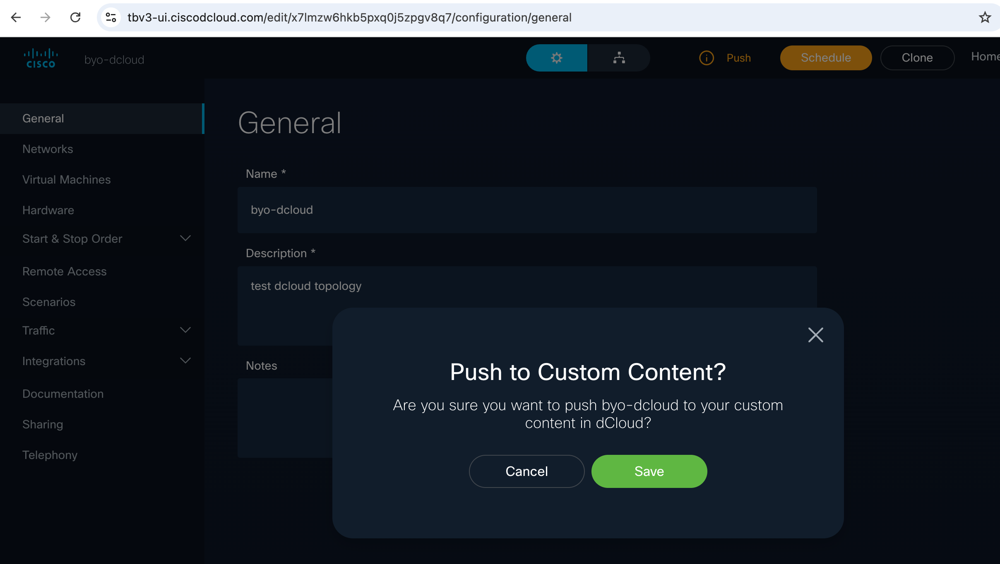 tbv3-ui.ciscodcloud.com/edit/x7lmzw6hkb5pxq0j5zpgv8q7/configuration/general
CISCO
byo-dcloud
Push
Schedule
Clone
Home
General
Networks
Virtual Machines
Hardware
Start & Stop Order
Remote Access
Scenarios
Traffic
Integrations
Documentation
Sharing
Telephony
General
Name *
byo-dcloud
Description *
test dcloud topology
Notes
Push to Custom Content?
Are you sure you want to push byo-dcloud to your custom
content in dCloud?
Cancel
Save